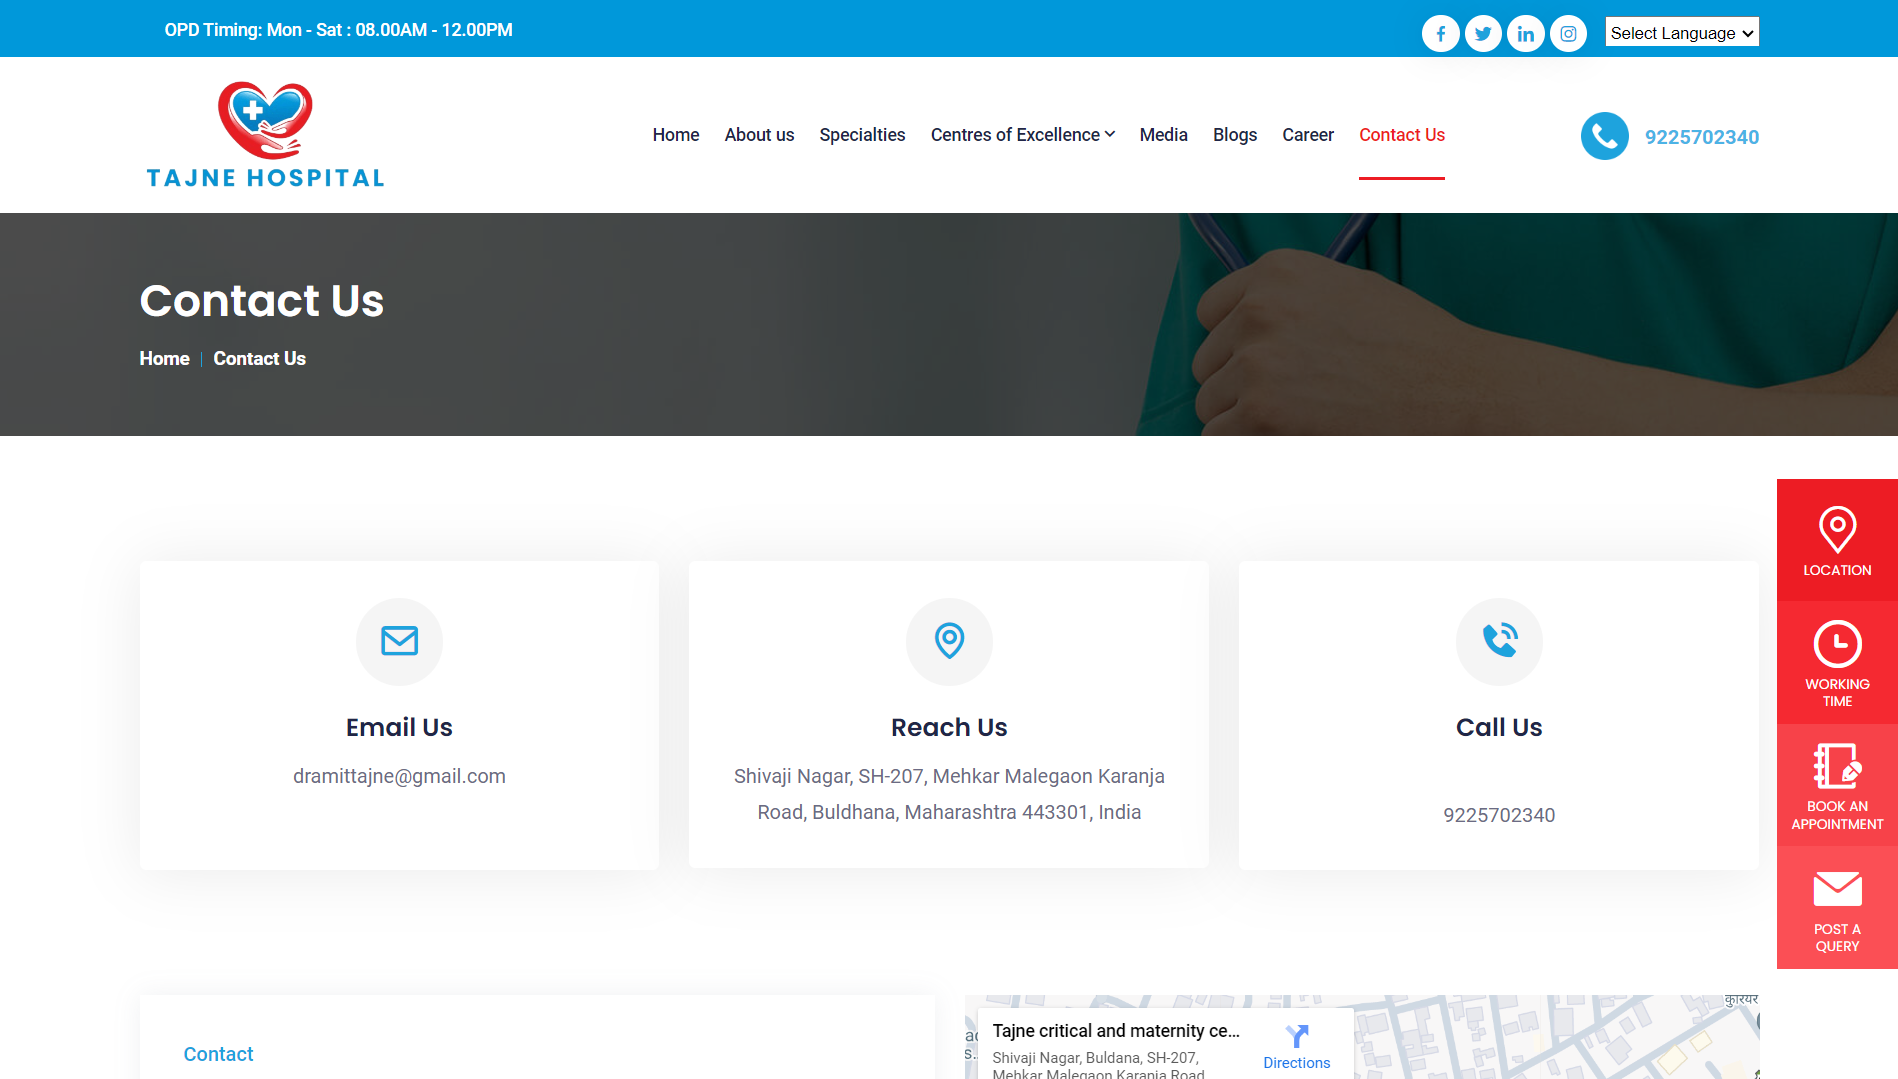 OPD Timing: Mon - Sat : 08.00AM - 12.00PM
Select Language
TAJNE HOSPITAL
Home
About us
Specialties
Centres of Excellence
Media
Blogs
Career
Contact Us
9225702340
Contact Us
Home
Contact Us
LOCATION
WORKING
TIME
BOOK AN
APPOINTMENT
POST A
QUERY
Email Us
dramittajne@gmail.com
Reach Us
Shivaji Nagar, SH-207, Mehkar Malegaon Karanja
Road, Buldhana, Maharashtra 443301, India
Call Us
9225702340
Contact
Tajne critical and maternity ce...
Shivaji Nagar, Buldana, SH-207,
Mehkar Malegaon Karanja Road
Directions
कुरियर